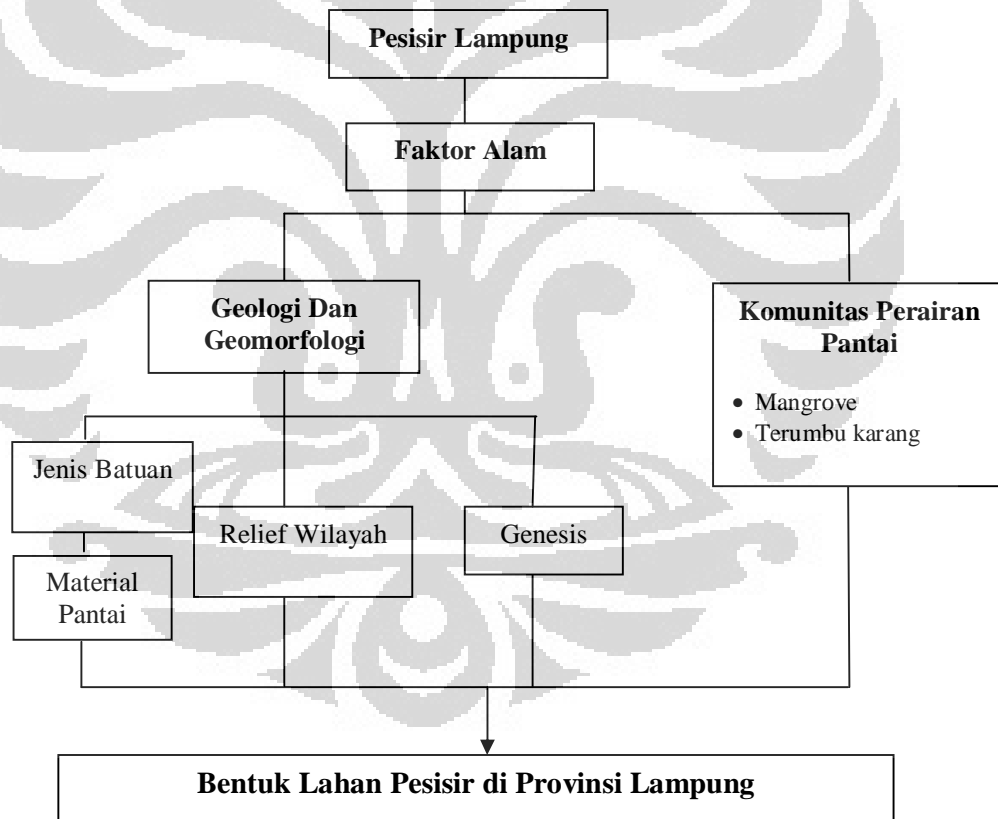 Pesisir Lampung
Faktor Alam
Geologi Dan
Geomorfologi
Komunitas Perairan
Pantai
• Mangrove
• Terumbu karang
Jenis Batuan
Relief Wilayah
Genesis
Material
Pantai
Bentuk Lahan Pesisir di Provinsi Lampung